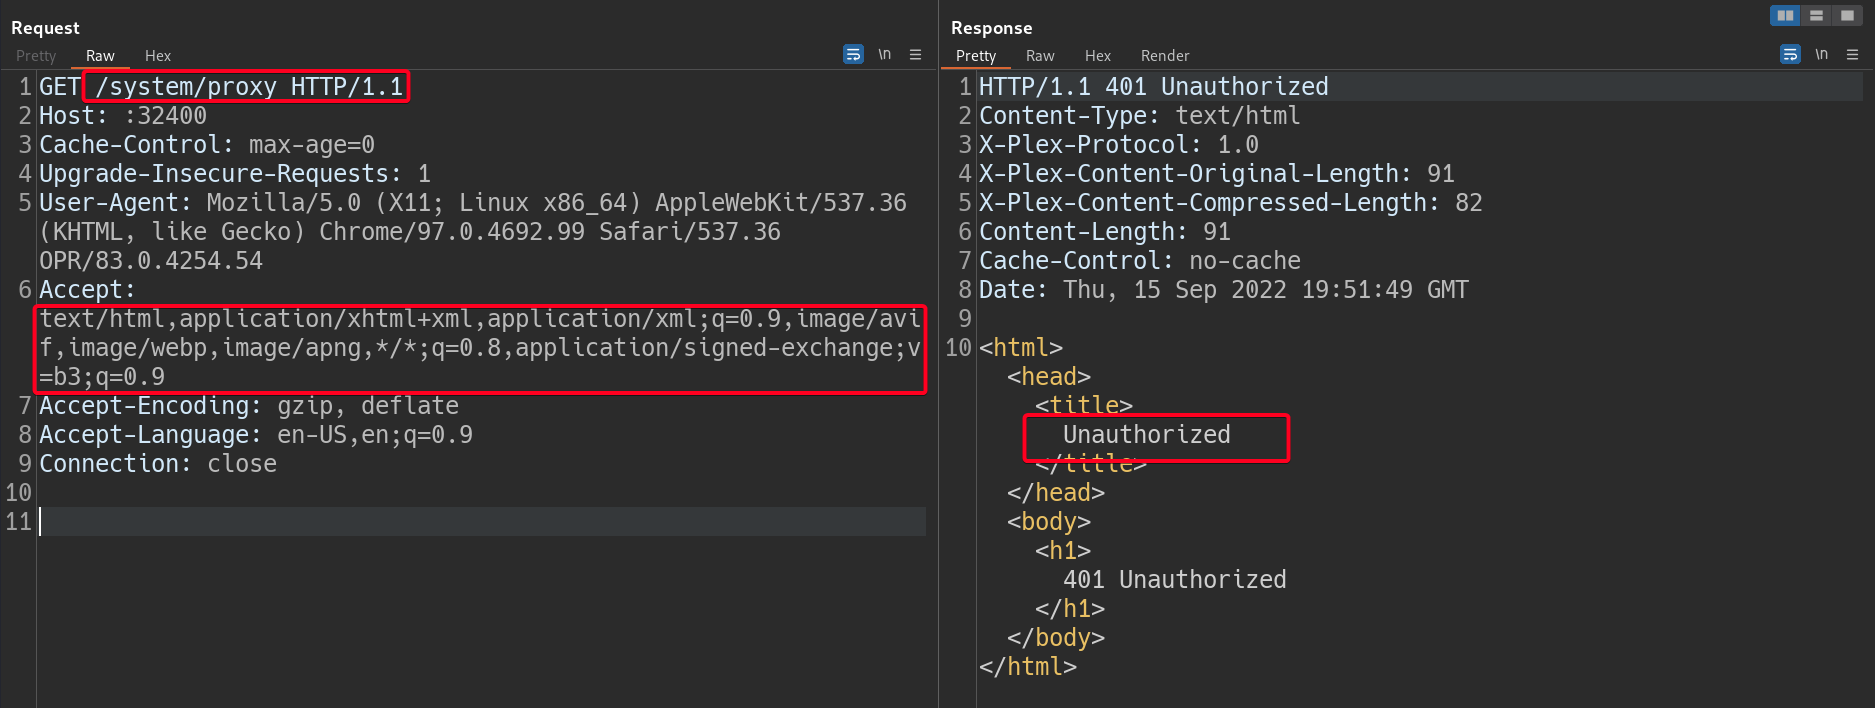 Request
Pretty Raw Hex
\n
1 GET /system/proxy HTTP/1.1
2 Host: :32400
3 Cache-Control: max-age=0
4 Upgrade-Insecure-Requests: 1
5 User-Agent: Mozilla/5.0 (X11; Linux x86_64) AppleWebKit/537.36
(KHTML, like Gecko) Chrome/97.0.4692.99 Safari/537.36
OPR/83.0.4254.54
6 Accept:
text/html,application/xhtml+xml,application/xml;q=0.9,image/avi
f,image/webp,image/apng,*/*;q=0.8,application/signed-exchange;v
=b3;q=0.9
7 Accept-Encoding: gzip, deflate
8 Accept-Language: en-US,en;q=0.9
9 Connection: close
10
11
Response
Pretty Raw Hex Render
\n
1 HTTP/1.1 401 Unauthorized
2 Content-Type: text/html
3 X-Plex-Protocol: 1.0
4 X-Plex-Content-Original-Length: 91
5 X-Plex-Content-Compressed-Length: 82
6 Content-Length: 91
7 Cache-Control: no-cache
8 Date: Thu, 15 Sep 2022 19:51:49 GMT
9
10 <html>
<head>
<title>
Unauthorized
</title>
</head>
<body>
<h1>
401 Unauthorized
</h1>
</body>
</html>